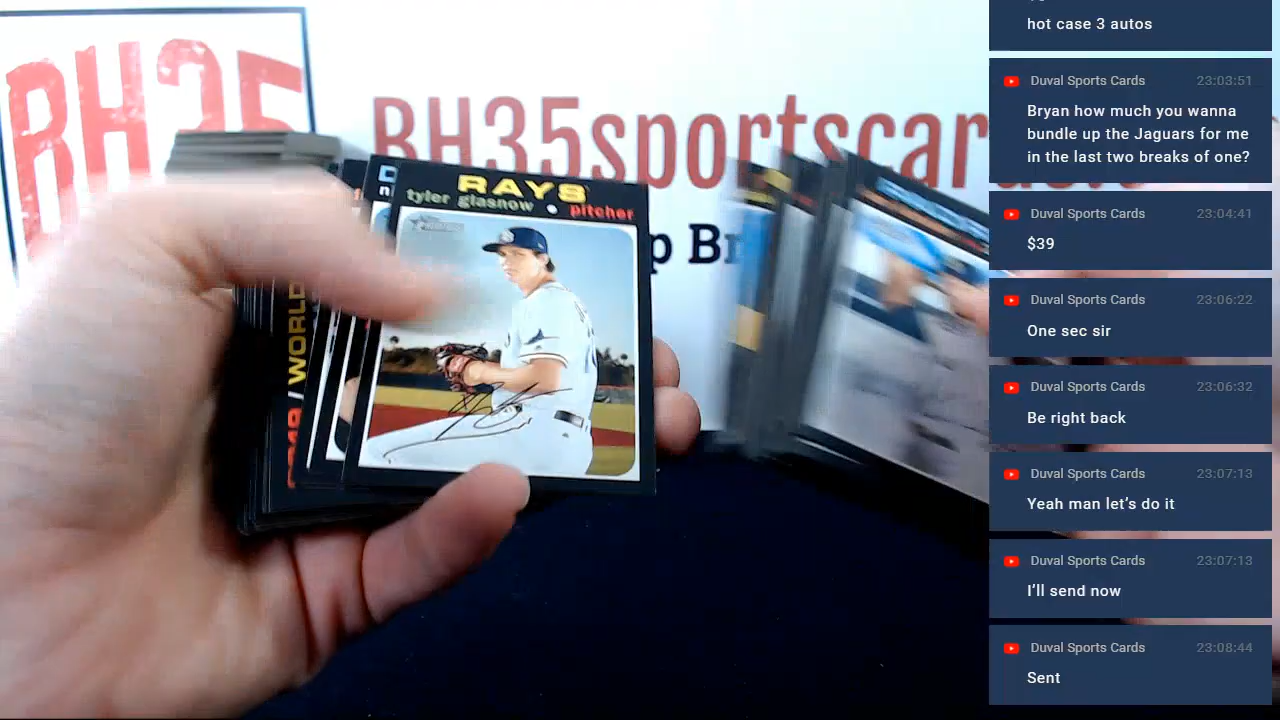 BH35
BH35sportscards
p Br
RAYS
tyler glasnow • pitcher
/ WORLD
hot case 3 autos
Duval Sports Cards 23:03:51
Bryan how much you wanna
bundle up the Jaguars for me
in the last two breaks of one?
Duval Sports Cards 23:04:41
$39
Duval Sports Cards 23:06:22
One sec sir
Duval Sports Cards 23:06:32
Be right back
Duval Sports Cards 23:07:13
Yeah man let’s do it
Duval Sports Cards 23:07:13
I’ll send now
Duval Sports Cards 23:08:44
Sent